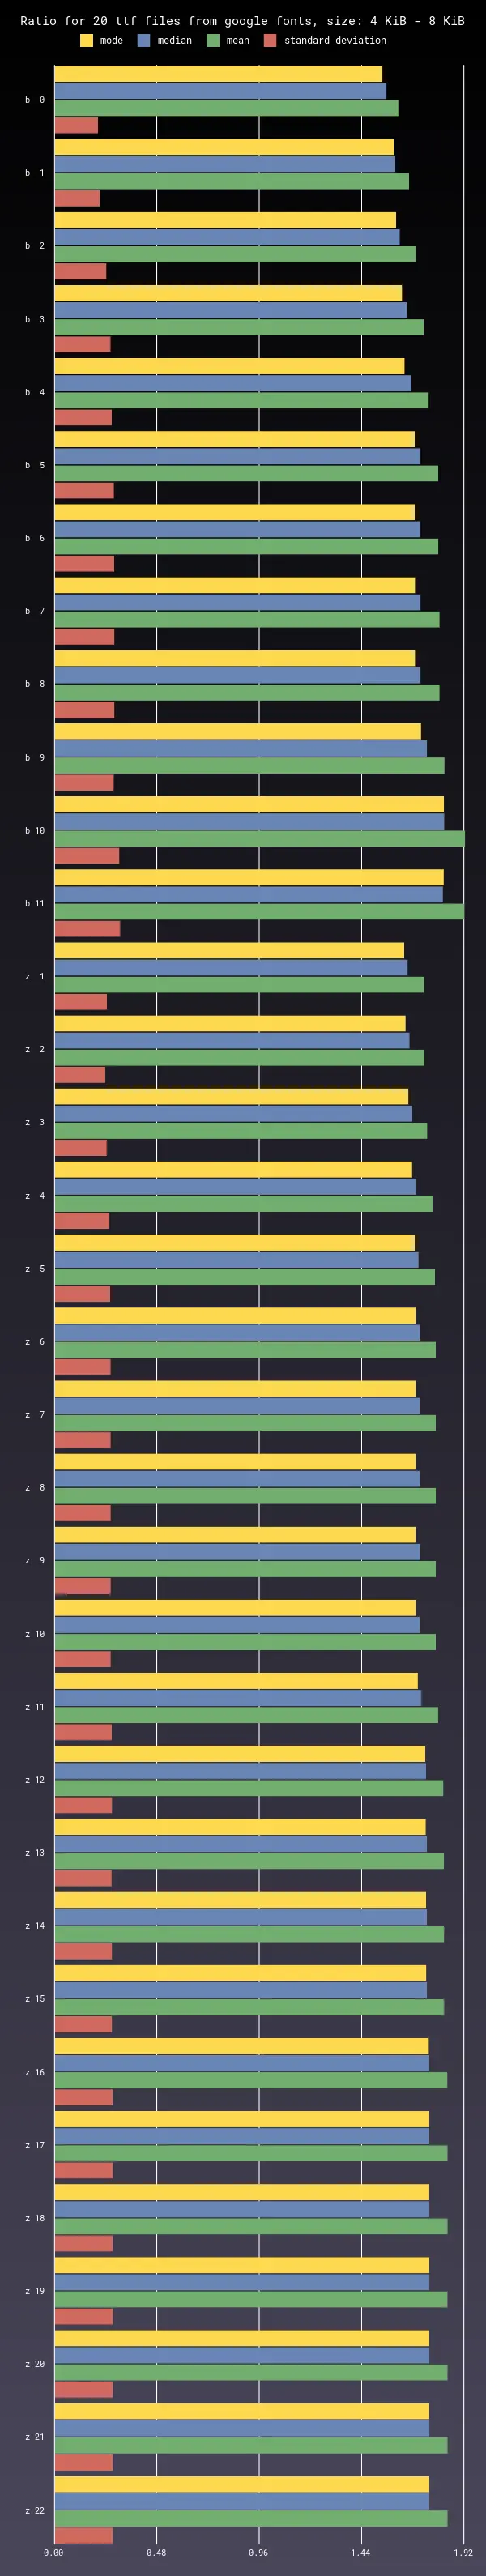 Ratio for 20 ttf files from google fonts, size: 4 KiB - 8 KiB
mode median mean standard deviation
b 0
b 1
b 2
b 3
b 4
b 5
b 6
b 7
b 8
b 9
b 10
b 11
z 1
z 2
z 3
z 4
z 5
z 6
z 7
z 8
z 9
z 10
z 11
z 12
z 13
z 14
z 15
z 16
z 17
z 18
z 19
z 20
z 21
z 22
0.00 0.48 0.96 1.44 1.92